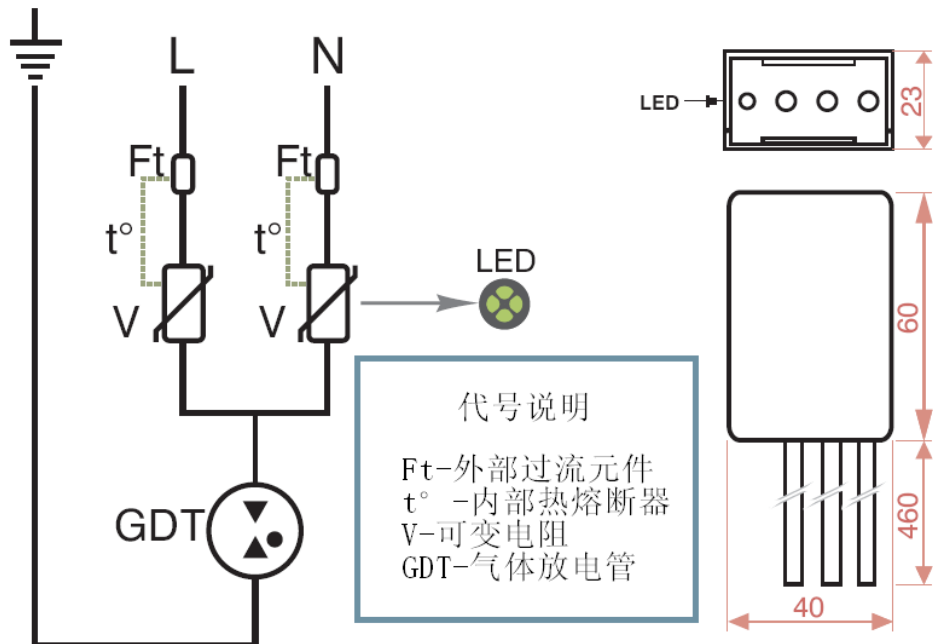 L
N
LED
23
Ft
Ft
t°
t°
LED
V
V
60
代号说明
Ft-外部过流元件
t° -内部热熔断器
V-可变电阻
GDT-气体放电管
GDT
460
40